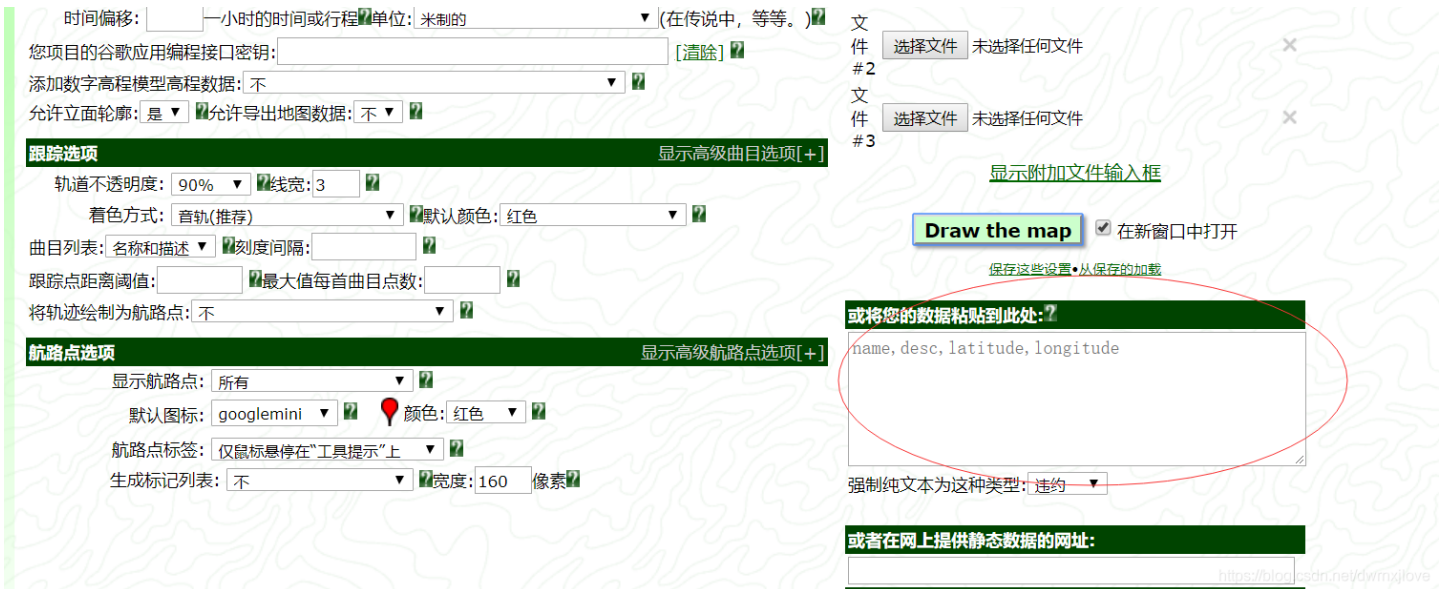 时间偏移: 一小时的时间或行程?单位: 米制的 (在传说中，等等。)?
您项目的谷歌应用编程接口密钥: [清除] ?
添加数字高程模型高程数据: 不 ?
允许立面轮廓: 是 ?允许导出地图数据: 不 ?
跟踪选项 显示高级曲目选项[+]
轨道不透明度: 90% ?线宽: 3 ?
着色方式: 音轨(推荐) ?默认颜色: 红色 ?
曲目列表: 名称和描述 ?刻度间隔: ?
跟踪点距离阈值: ?最大值每首曲目点数: ?
将轨迹绘制为航路点: 不 ?
航路点选项 显示高级航路点选项[+]
显示航路点: 所有 ?
默认图标: googlemini ? 颜色: 红色 ?
航路点标签: 仅鼠标悬停在“工具提示”上 ?
生成标记列表: 不 ?宽度: 160 像素?
文
件 选择文件 未选择任何文件 ×
#2
文
件 选择文件 未选择任何文件 ×
#3
显示附加文件输入框
Draw the map 在新窗口中打开
保存这些设置•从保存的加载
或将您的数据粘贴到此处:?
name,desc,latitude,longitude
强制纯文本为这种类型: 违约
或者在网上提供静态数据的网址:
https://blog.csdn.net/dwmxjlove